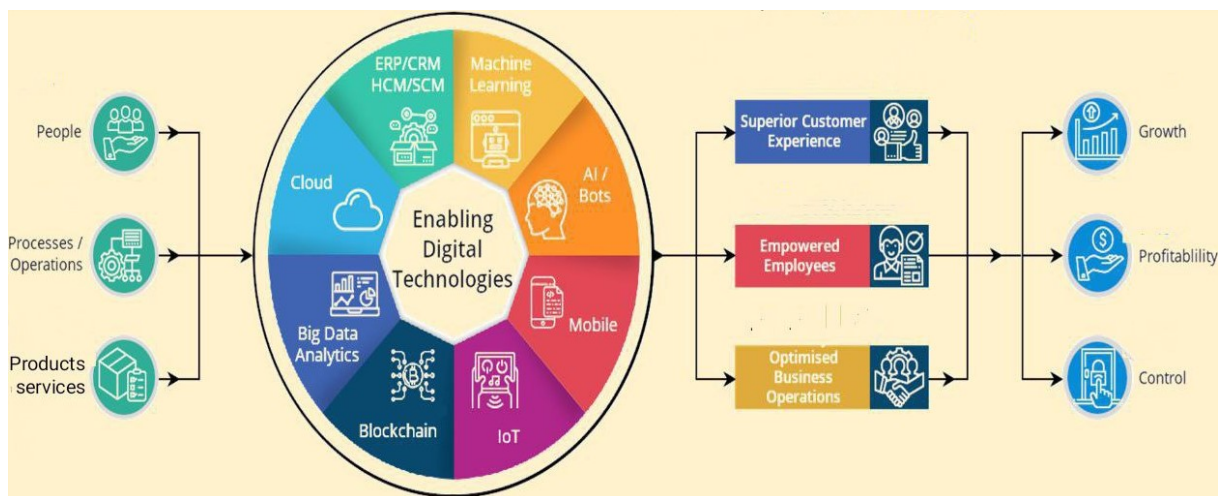 People
Processes /
Operations
Products
services
ERP/CRM
HCM/SCM
Machine
Learning
Cloud
AI /
Bots
Enabling
Digital
Technologies
Big Data
Analytics
Mobile
Blockchain
IoT
Superior Customer
Experience
Empowered
Employees
Optimised
Business
Operations
Growth
Profitablility
Control